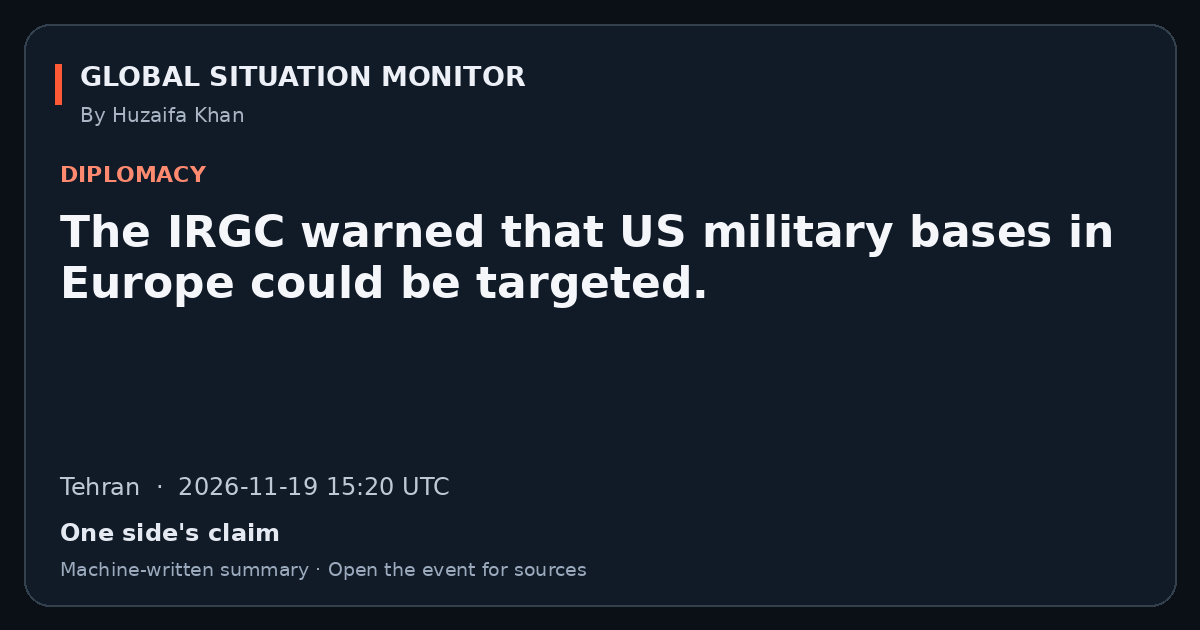 GLOBAL SITUATION MONITOR
By Huzaifa Khan
DIPLOMACY
The IRGC warned that US military bases in
Europe could be targeted.
Tehran · 2026-11-19 15:20 UTC
One side's claim
Machine-written summary · Open the event for sources